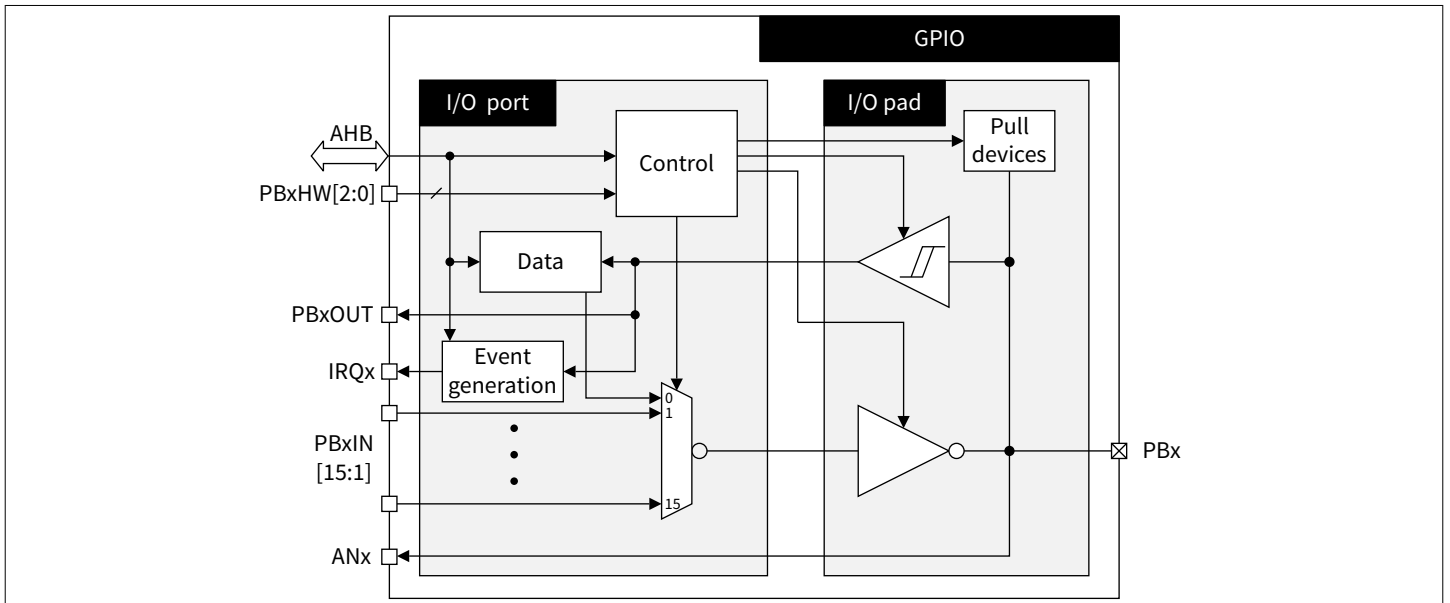 GPIO
I/O port
I/O pad
AHB
PBxHW[2:0]
Control
Pull
devices
Data
PBxOUT
IRQx
Event
generation
0
1
PBxIN
[15:1]
15
PBx
ANx